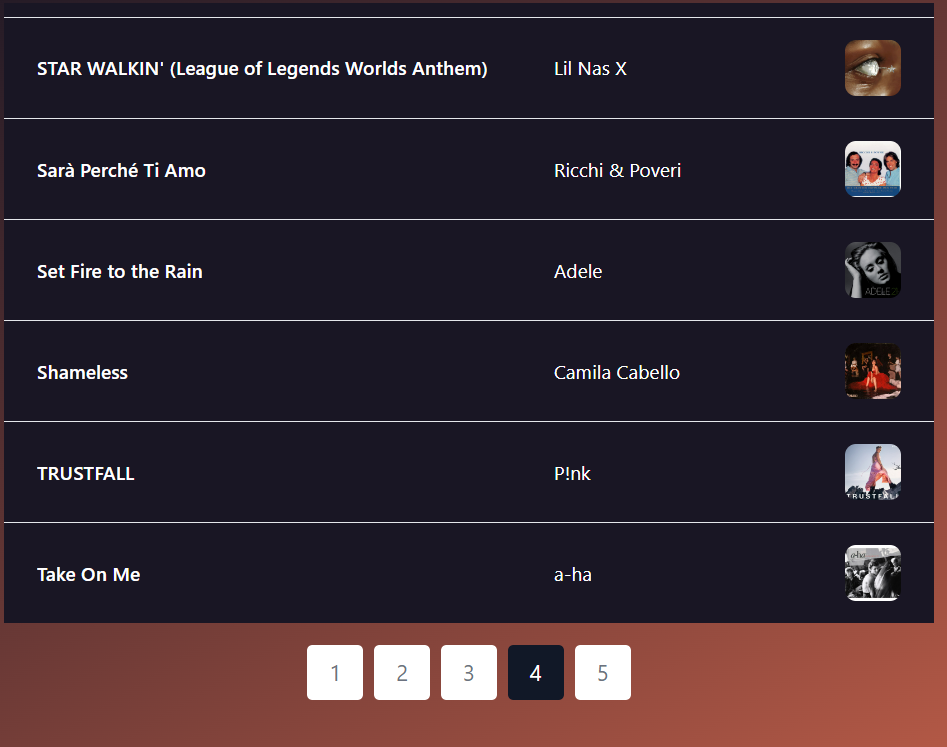 STAR WALKIN' (League of Legends Worlds Anthem) Lil Nas X
Sarà Perché Ti Amo Ricchi & Poveri
Set Fire to the Rain Adele
ADELE
Shameless Camila Cabello
TRUSTFALL P!nk
TRUSTFALL
Take On Me a-ha
a-ha
1 2 3 4 5